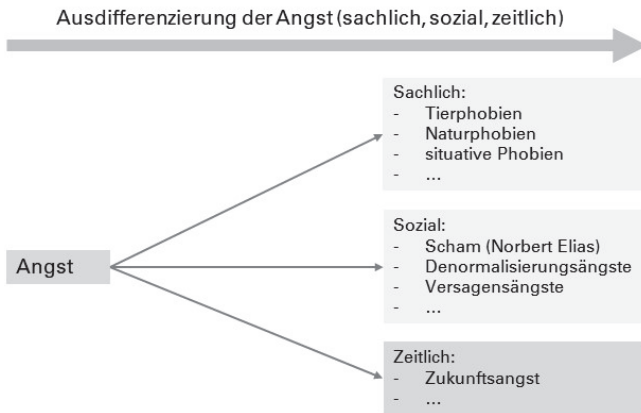 Ausdifferenzierung der Angst (sachlich, sozial, zeitlich)
Sachlich:
- Tierphobien
- Naturphobien
- situative Phobien
- ...
Angst
Sozial:
- Scham (Norbert Elias)
- Denormalisierungsängste
- Versagensängste
- ...
Zeitlich:
- Zukunftsangst
- ...